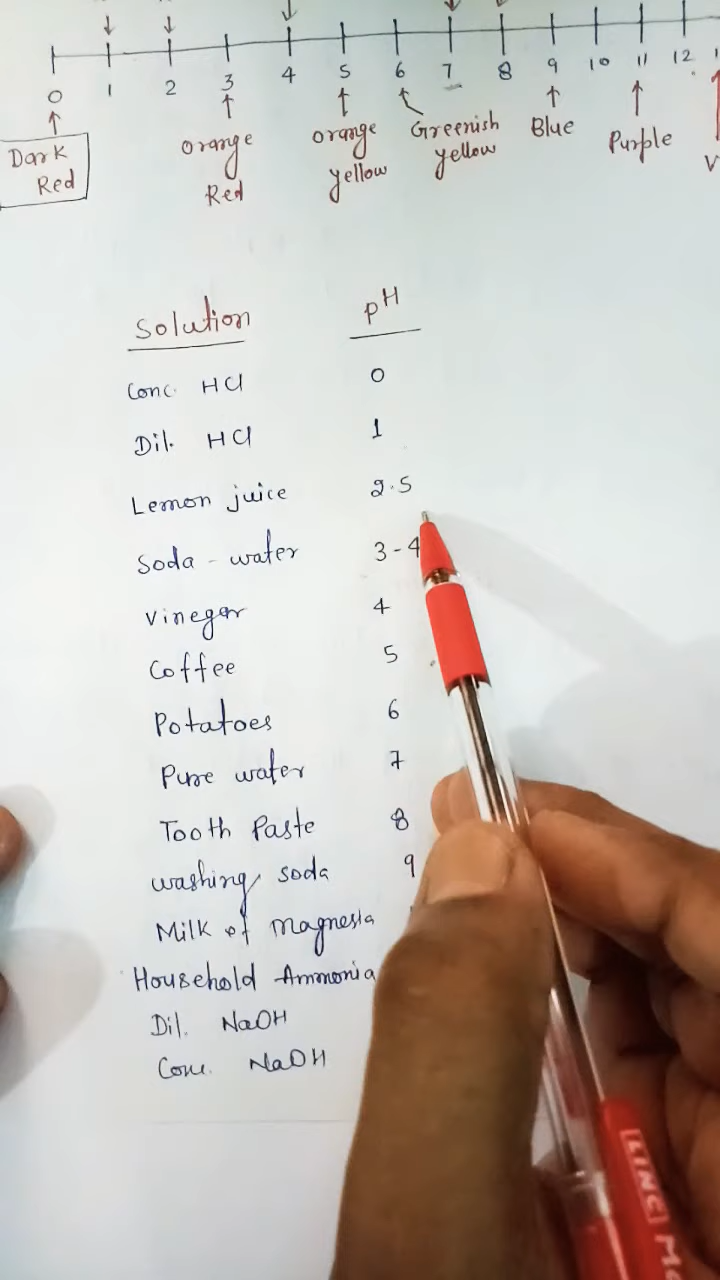 0 1 2 3 4 5 6 7 8 9 10 11 12
Dark Red
Orange Red
Orange yellow
Greenish yellow
Blue
Purple
V
Solution pH
Conc. HCl 0
Dil. HCl 1
Lemon juice 2.5
Soda-water 3-4
Vinegar 4
Coffee 5
Potatoes 6
Pure water 7
Tooth Paste 8
washing soda 9
Milk of magnesia
Household Ammonia
Dil. NaOH
Conc. NaOH
LINC